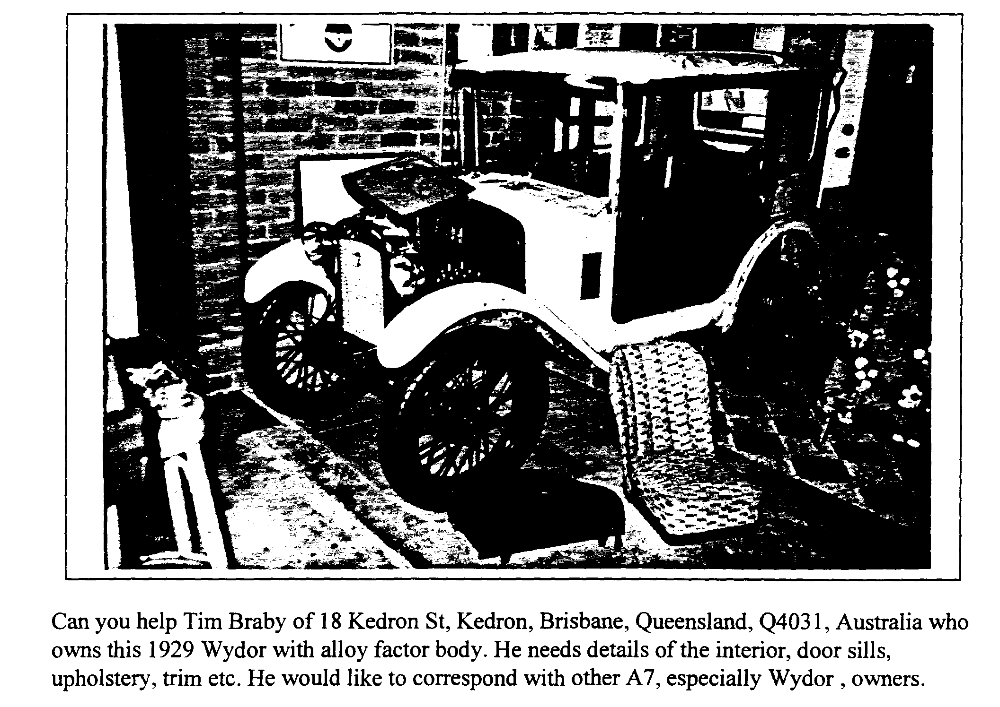 Can you help Tim Braby of 18 Kedron St, Kedron, Brisbane, Queensland, Q4031, Australia who
owns this 1929 Wydor with alloy factor body. He needs details of the interior, door sills,
upholstery, trim etc. He would like to correspond with other A7, especially Wydor , owners.